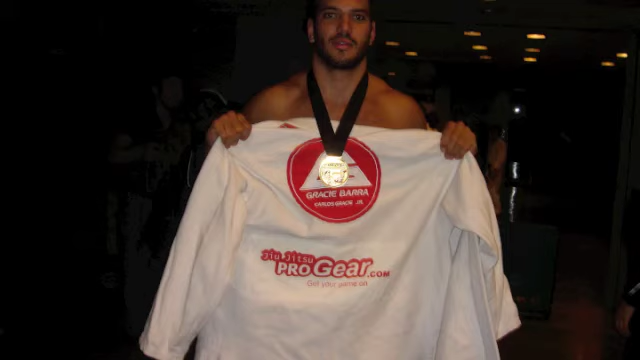 GRACIE BARRA
CARLOS GRACIE JR.
Jiu Jitsu
PROGear.COM
Get your game on